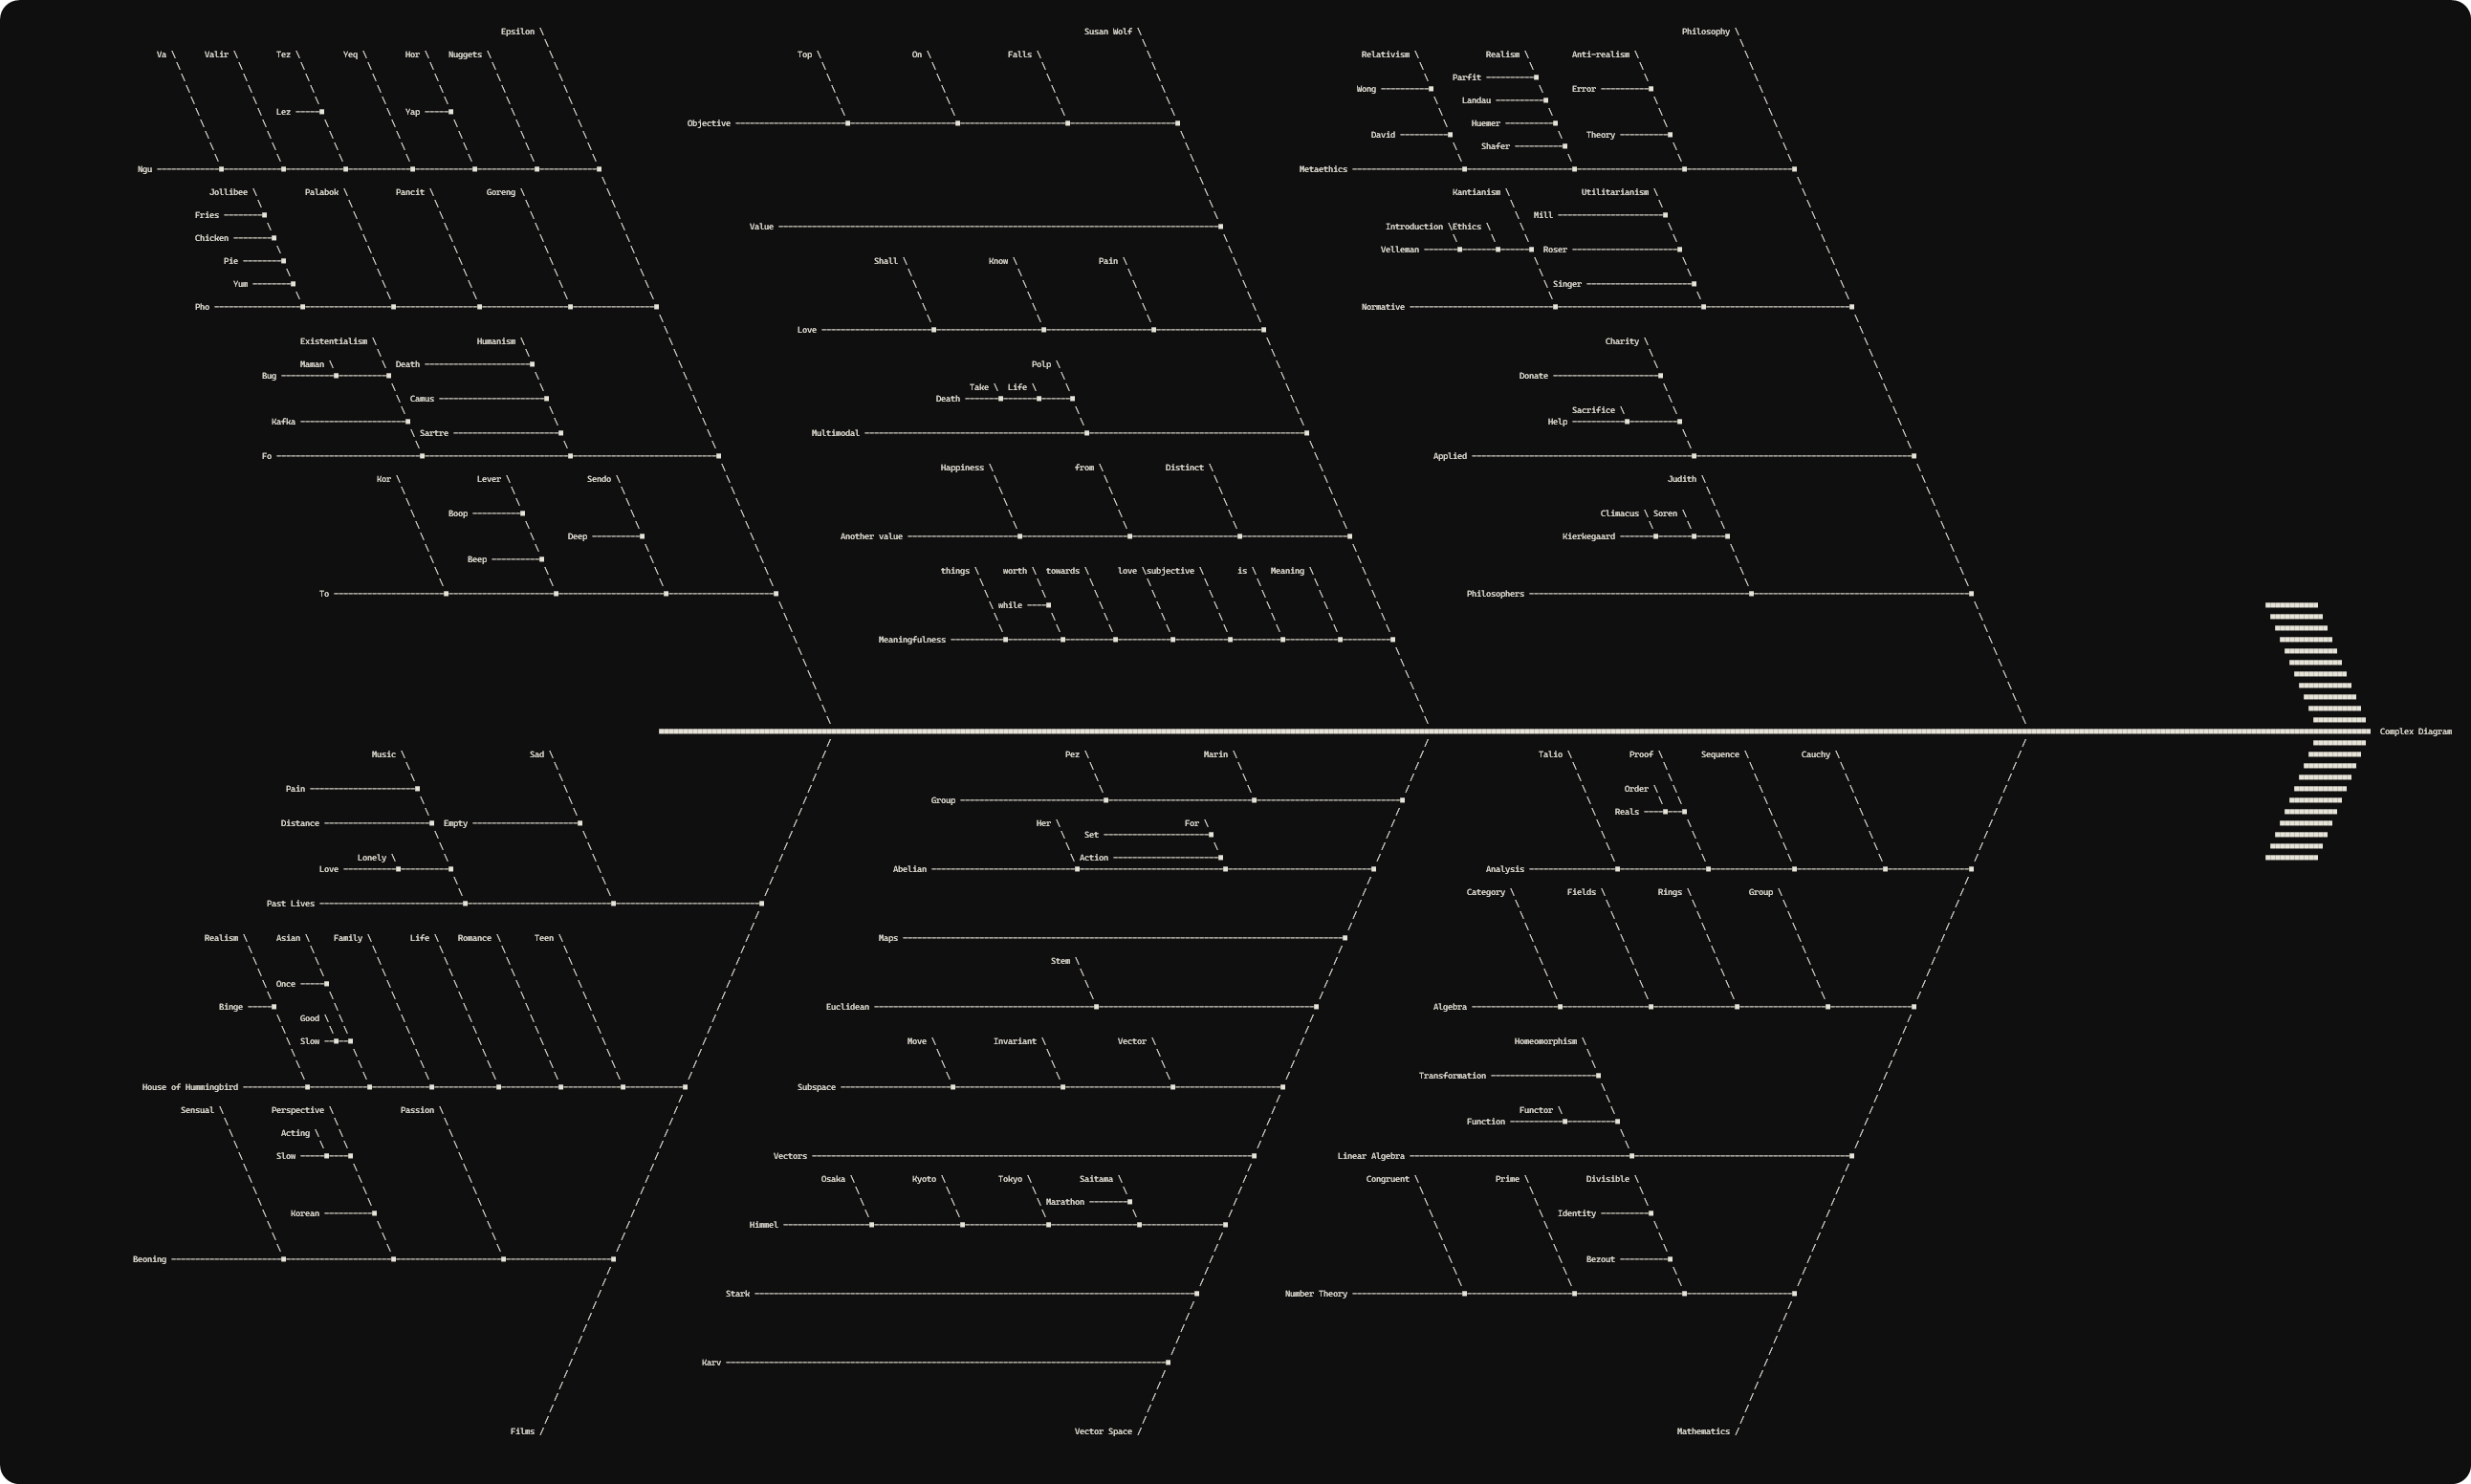 Epsilon
Va
Valir
Tez
Yeq
Hor
Nuggets
Lez
Yap
Ngu
Jollibee
Palabok
Pancit
Goreng
Fries
Chicken
Pie
Yum
Pho
Existentialism
Humanism
Maman
Death
Bug
Camus
Kafka
Sartre
Fo
Kor
Lever
Sendo
Boop
Deep
Beep
To
Susan Wolf
Top
On
Falls
Objective
Value
Shall
Know
Pain
Love
Polp
Take
Life
Death
Multimodal
Happiness
from
Distinct
Another value
things
worth
towards
love
subjective
is
Meaning
while
Meaningfulness
Philosophy
Relativism
Realism
Anti-realism
Parfit
Wong
Error
Landau
Huemer
David
Theory
Shafer
Metaethics
Kantianism
Utilitarianism
Mill
Introduction
Ethics
Velleman
Roser
Singer
Normative
Charity
Donate
Sacrifice
Help
Applied
Judith
Climacus
Soren
Kierkegaard
Philosophers
Complex Diagram
Music
Sad
Pain
Distance
Empty
Lonely
Love
Past Lives
Realism
Asian
Family
Life
Romance
Teen
Once
Binge
Good
Slow
House of Hummingbird
Sensual
Perspective
Passion
Acting
Slow
Korean
Beoning
Films
Pez
Marin
Group
Her
For
Set
Action
Abelian
Maps
Stem
Euclidean
Move
Invariant
Vector
Subspace
Vectors
Osaka
Kyoto
Tokyo
Saitama
Marathon
Himmel
Stark
Karv
Vector Space
Talio
Proof
Sequence
Cauchy
Order
Reals
Analysis
Category
Fields
Rings
Group
Algebra
Homeomorphism
Transformation
Functor
Function
Linear Algebra
Congruent
Prime
Divisible
Identity
Bezout
Number Theory
Mathematics